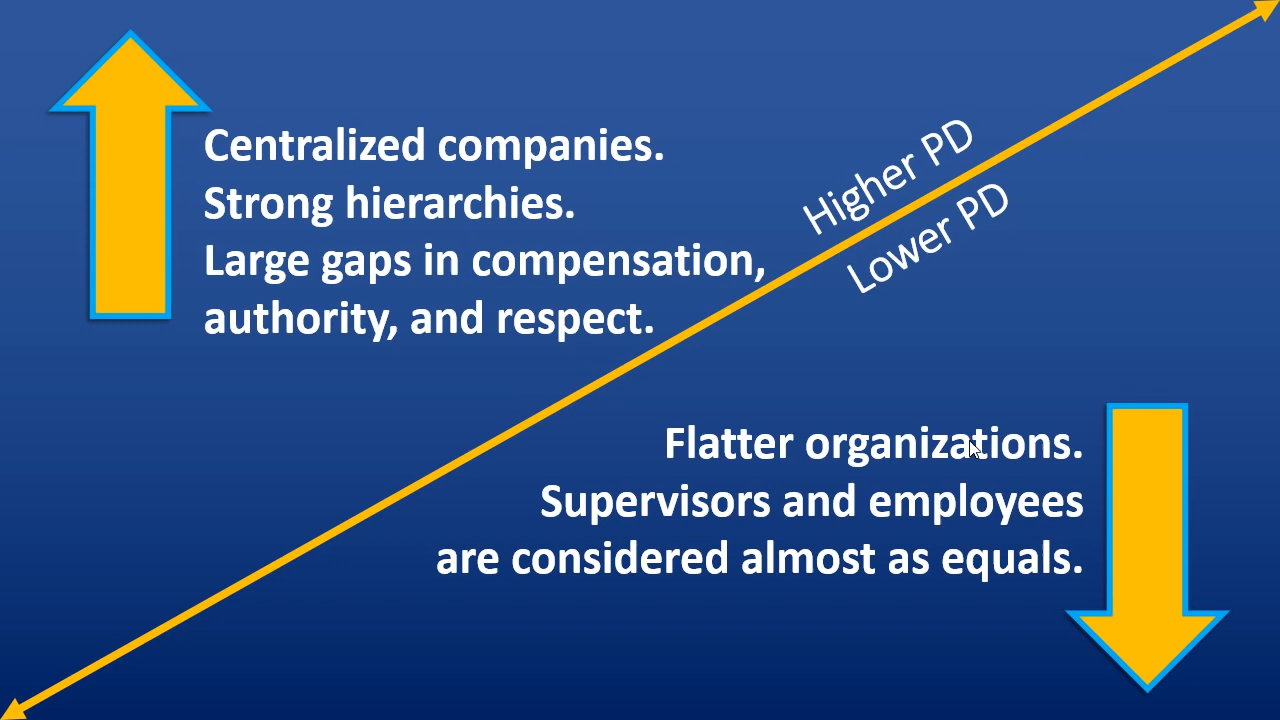 Centralized companies.
Strong hierarchies.
Large gaps in compensation,
authority, and respect.
Higher PD
Lower PD
Flatter organizations.
Supervisors and employees
are considered almost as equals.